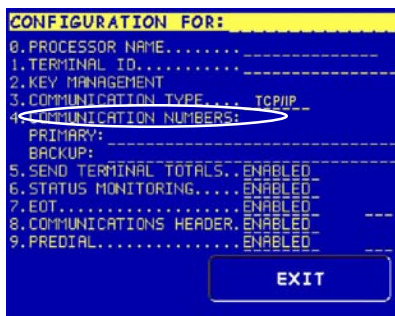 CONFIGURATION FOR:
0.PROCESSOR NAME........
1.TERMINAL ID............
2.KEY MANAGEMENT
3.COMMUNICATION TYPE.... TCP/IP
4.COMMUNICATION NUMBERS:
PRIMARY:
BACKUP:
5.SEND TERMINAL TOTALS..ENABLED
6.STATUS MONITORING.....ENABLED
7.EOT...................ENABLED
8.COMMUNICATIONS HEADER.ENABLED
9.PREDIAL...............ENABLED
EXIT